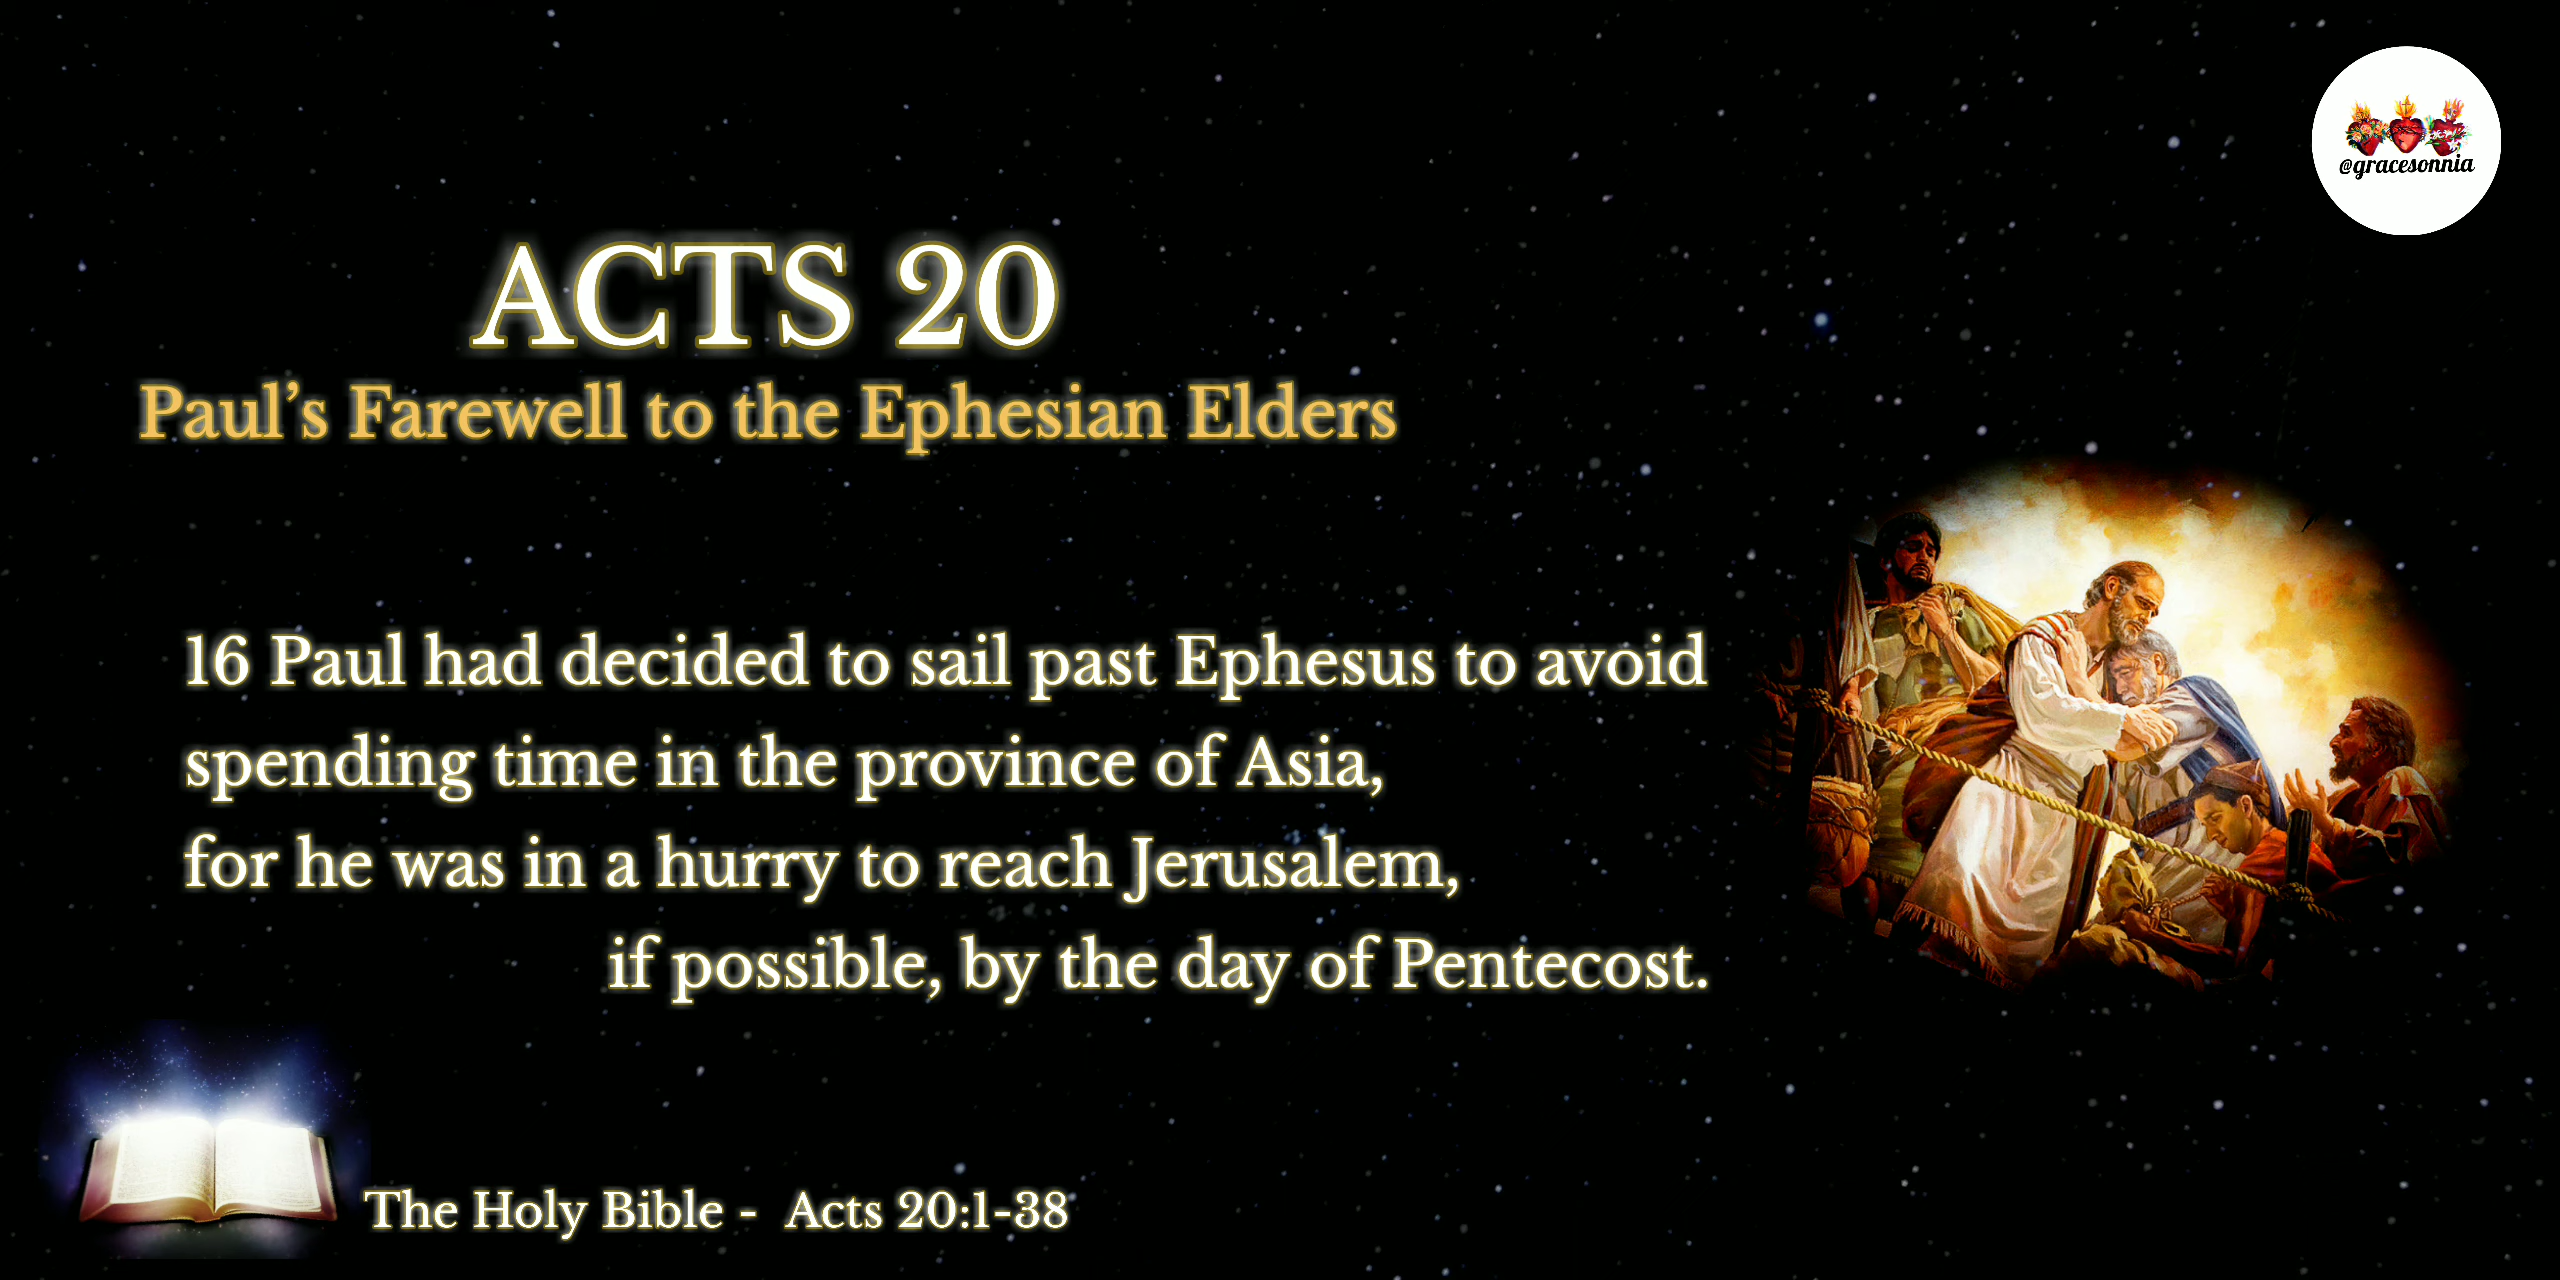 @gracesonnia
ACTS 20
Paul’s Farewell to the Ephesian Elders
16 Paul had decided to sail past Ephesus to avoid
spending time in the province of Asia,
for he was in a hurry to reach Jerusalem,
if possible, by the day of Pentecost.
The Holy Bible - Acts 20:1-38